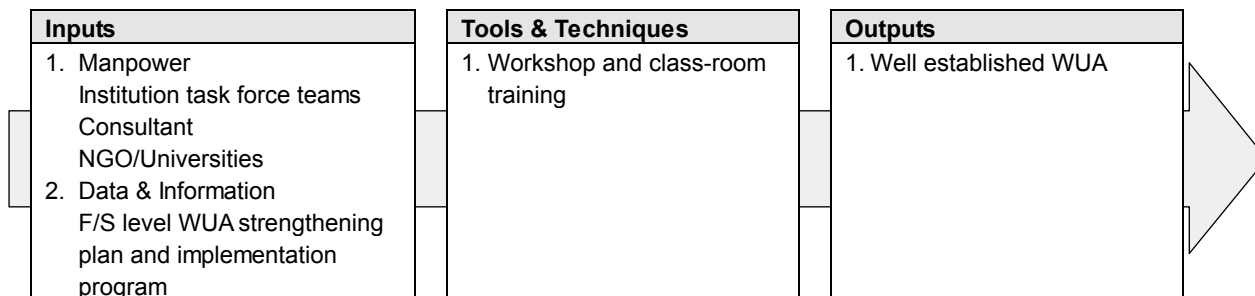 Inputs
1. Manpower
Institution task force teams
Consultant
NGO/Universities
2. Data & Information
F/S level WUA strengthening
plan and implementation
program
Tools & Techniques
1. Workshop and class-room
training
Outputs
1. Well established WUA